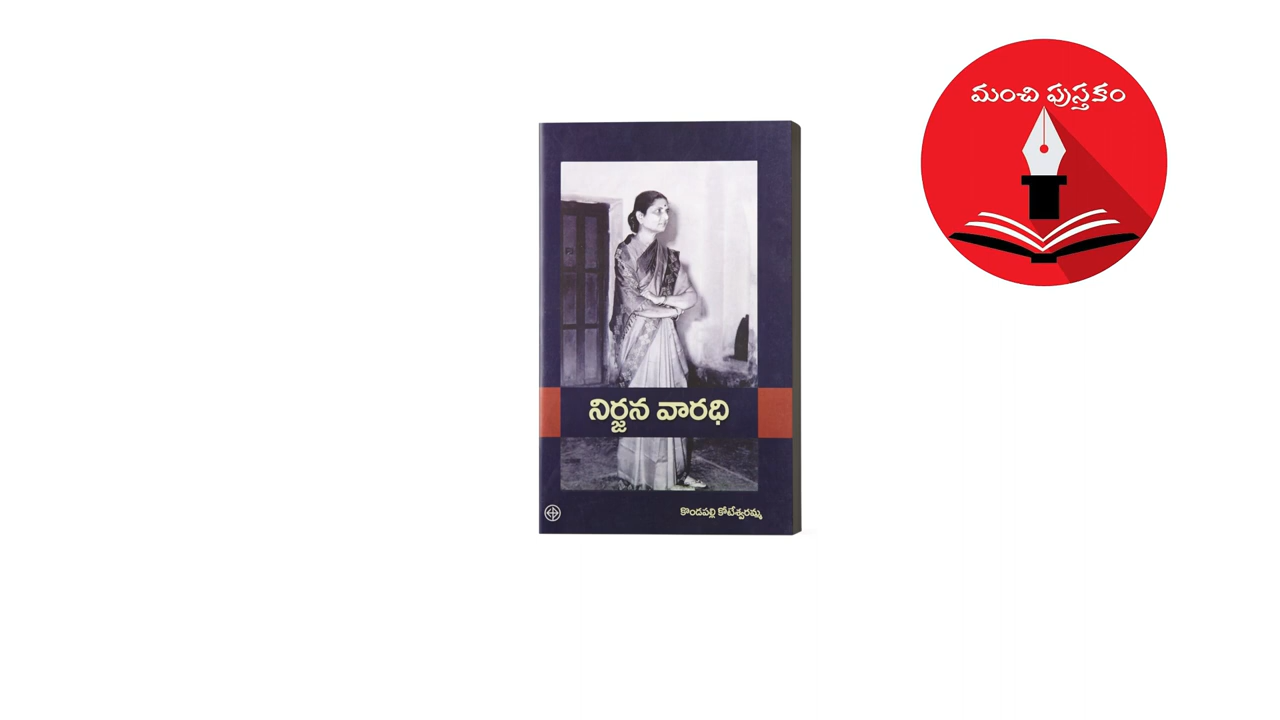 మంచి పుస్తకం
నిర్జన వారధి
కొండపల్లి కోటేశ్వరమ్మ